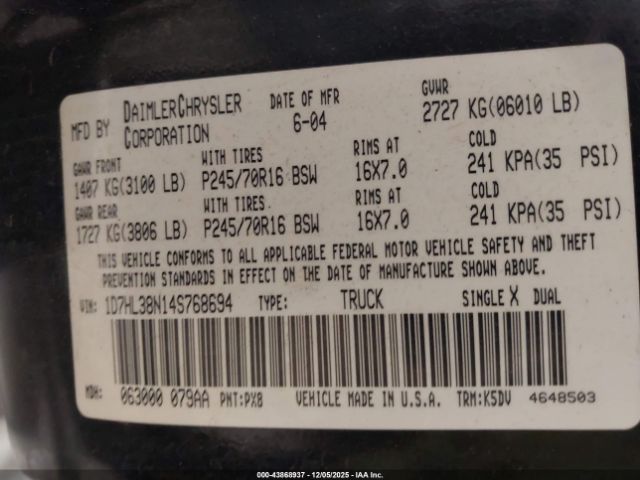 MFD BY DAIMLERCHRYSLER CORPORATION DATE OF MFR 6-04 GVWR 2727 KG(06010 LB)
GAWR FRONT WITH TIRES RIMS AT COLD
1407 KG(3100 LB) P245/70R16 BSW 16X7.0 241 KPA(35 PSI)
GAWR REAR WITH TIRES RIMS AT COLD
1727 KG(3806 LB) P245/70R16 BSW 16X7.0 241 KPA(35 PSI)
THIS VEHICLE CONFORMS TO ALL APPLICABLE FEDERAL MOTOR VEHICLE SAFETY AND THEFT
PREVENTION STANDARDS IN EFFECT ON THE DATE OF MANUFACTURE SHOWN ABOVE.
VIN: 1D7HL38N14S768694 TYPE: TRUCK SINGLE X DUAL
MDH: 063000 079AA PNT:PX8 VEHICLE MADE IN U.S.A. TRM:K5DV 4648503
000-43868937 - 12/05/2025 - IAA Inc.